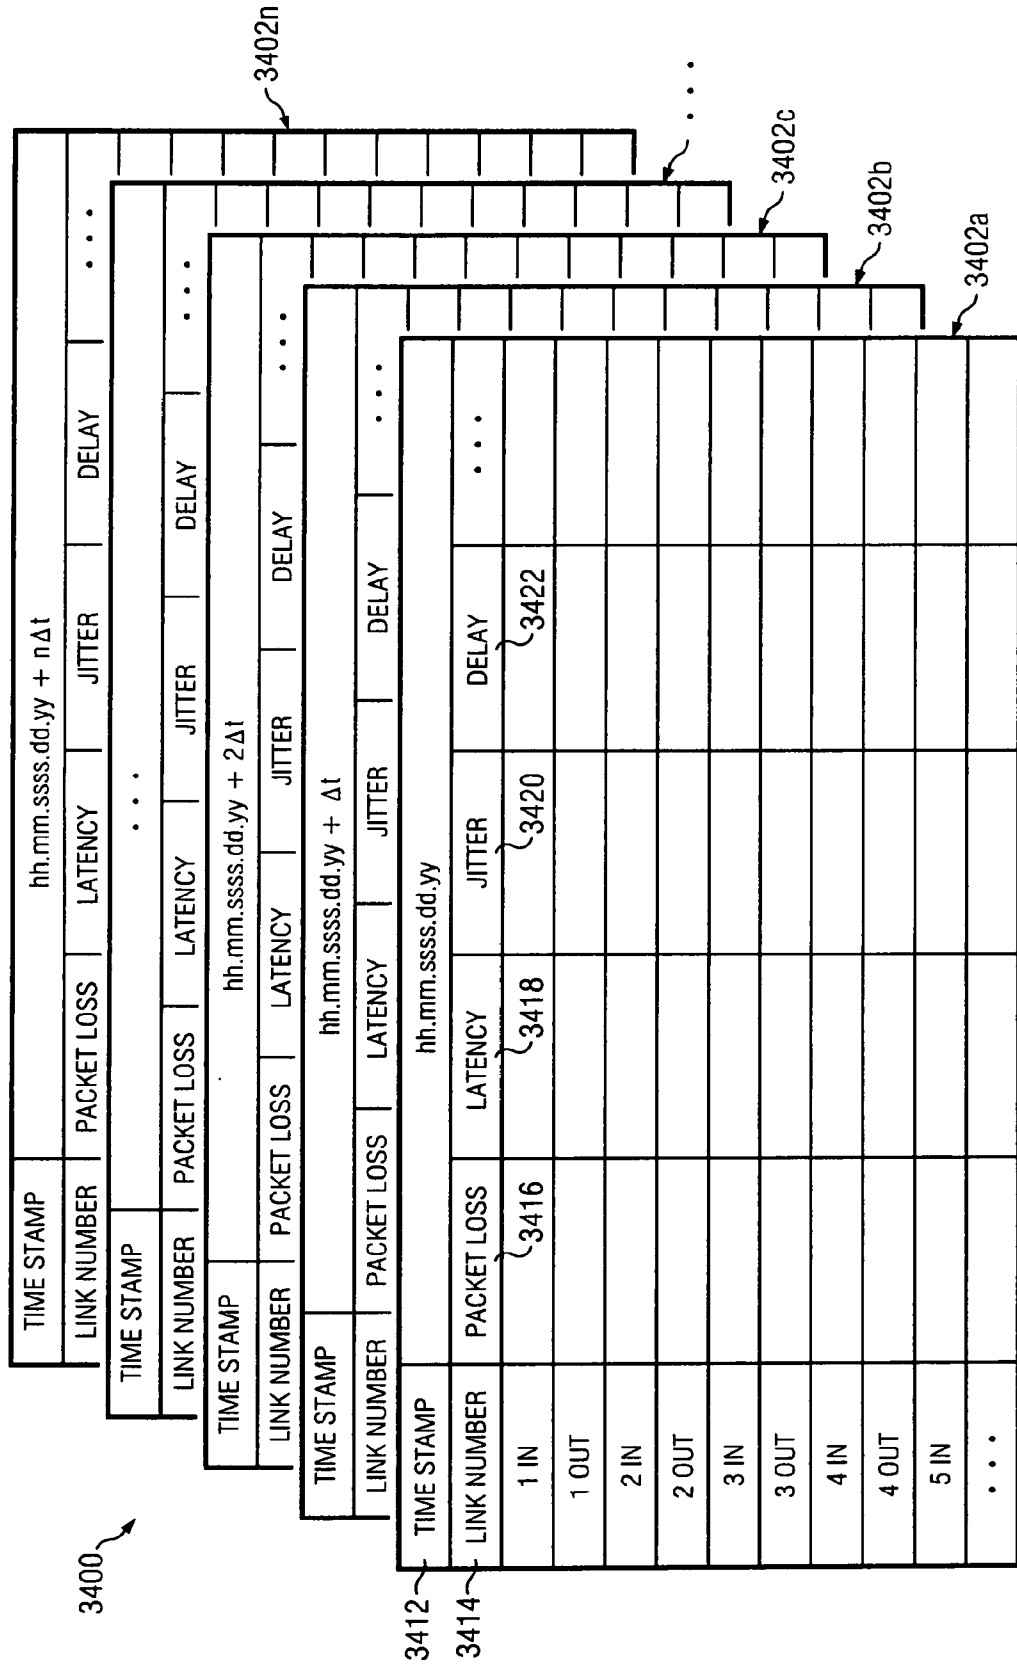 3400
TIME STAMP hh.mm.ssss.dd.yy + nΔt
LINK NUMBER PACKET LOSS LATENCY JITTER DELAY • • •
3402n
TIME STAMP • • •
LINK NUMBER PACKET LOSS LATENCY JITTER DELAY • • •
• • •
TIME STAMP hh.mm.ssss.dd.yy + 2Δt
LINK NUMBER PACKET LOSS LATENCY JITTER DELAY • • •
3402c
TIME STAMP hh.mm.ssss.dd.yy + Δt
LINK NUMBER PACKET LOSS LATENCY JITTER DELAY • • •
3402b
3412 TIME STAMP hh.mm.ssss.dd.yy
3414 LINK NUMBER PACKET LOSS LATENCY JITTER DELAY • • •
3402a
1 IN 3416 3418 3420 3422
1 OUT
2 IN
2 OUT
3 IN
3 OUT
4 IN
4 OUT
5 IN
• • •